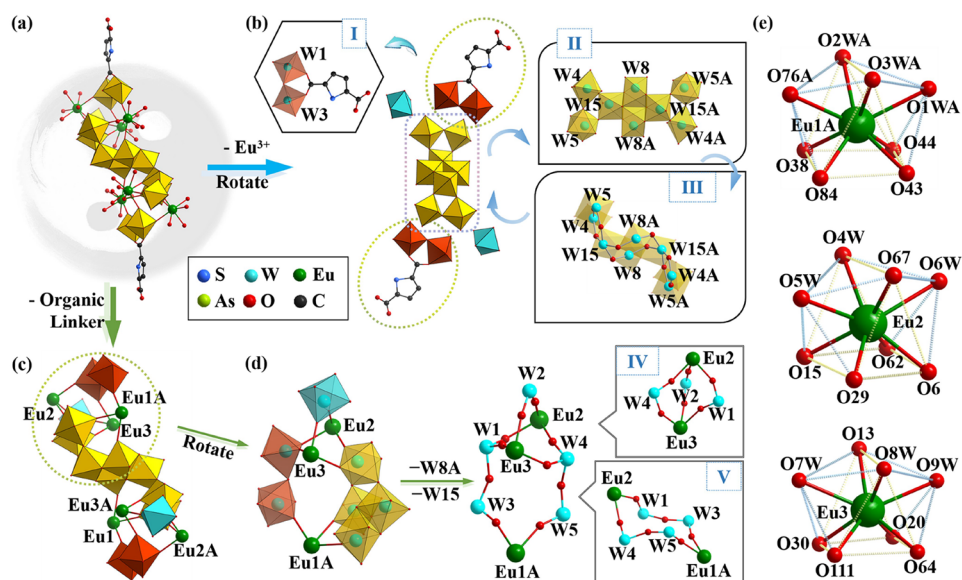 (a)
- Eu³⁺
Rotate
- Organic
Linker
(b)
I
W1
W3
S W Eu
As O C
II
W4 W8 W5A
W15 W15A
W5 W8A W4A
III
W5
W4 W8A
W15 W15A
W8 W4A
W5A
(c)
Eu2 Eu1A
Eu3
Eu3A
Eu1
Eu2A
Rotate
(d)
Eu2
Eu3
Eu1A
–W8A
–W15
W2
Eu2
W1 W4
Eu3
W3 W5
Eu1A
IV
Eu2
W4 W2 W1
Eu3
V
Eu2
W1
W3
W4 W5
Eu1A
(e)
O2WA
O3WA
O76A O1WA
Eu1A
O38 O44
O84 O43
O4W O67 O6W
O5W
Eu2
O15 O62
O29 O6
O13
O7W O8W O9W
Eu3
O30 O20
O111 O64